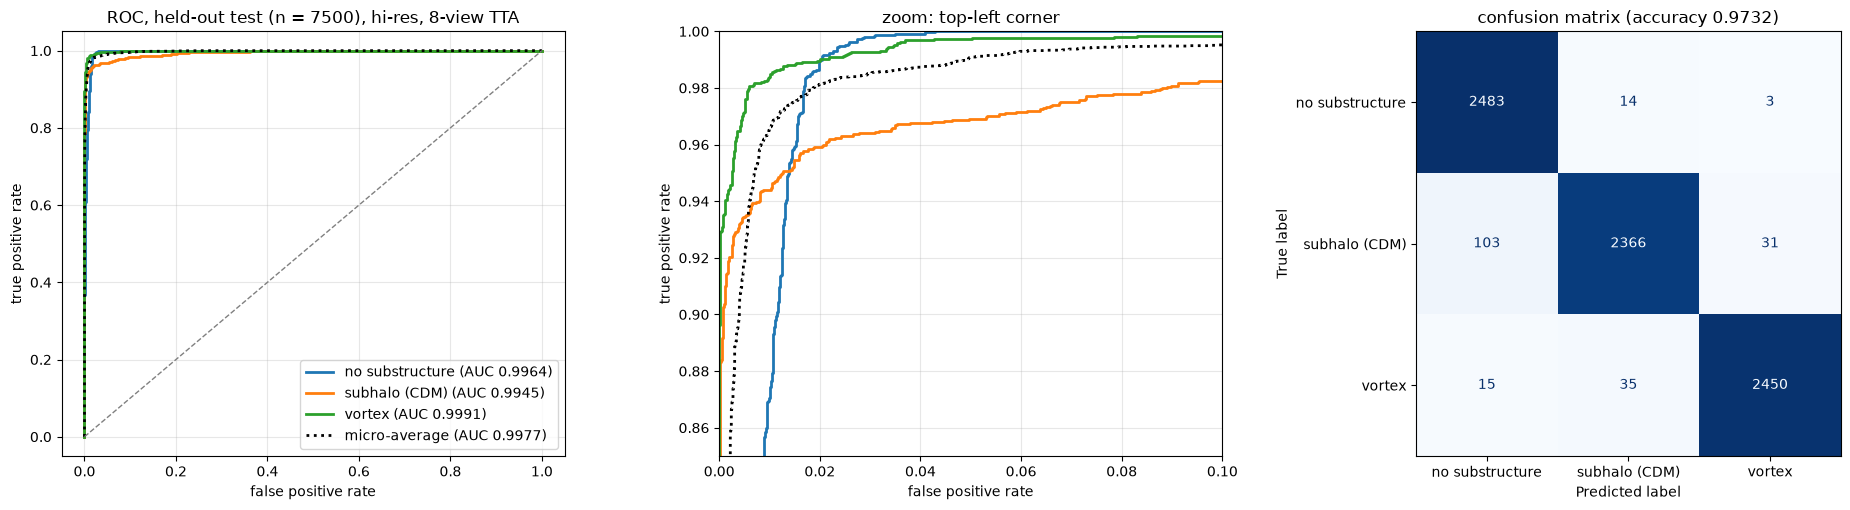 ROC, held-out test (n = 7500), hi-res, 8-view TTA
true positive rate
1.0
0.8
0.6
0.4
0.2
0.0
no substructure (AUC 0.9964)
subhalo (CDM) (AUC 0.9945)
vortex (AUC 0.9991)
micro-average (AUC 0.9977)
0.0 0.2 0.4 0.6 0.8 1.0
false positive rate
zoom: top-left corner
true positive rate
1.00
0.98
0.96
0.94
0.92
0.90
0.88
0.86
0.00 0.02 0.04 0.06 0.08 0.10
false positive rate
confusion matrix (accuracy 0.9732)
True label
no substructure 2483 14 3
subhalo (CDM) 103 2366 31
vortex 15 35 2450
no substructure subhalo (CDM) vortex
Predicted label